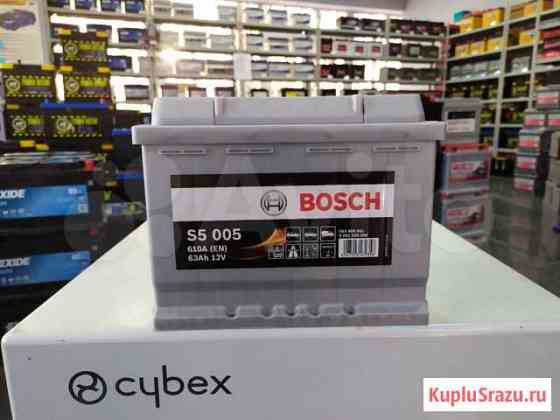 BOSCH
S5 005
610A (EN)
63Ah 12V
EXIDE
EXIDE
cybex
KupluSrazu.ru